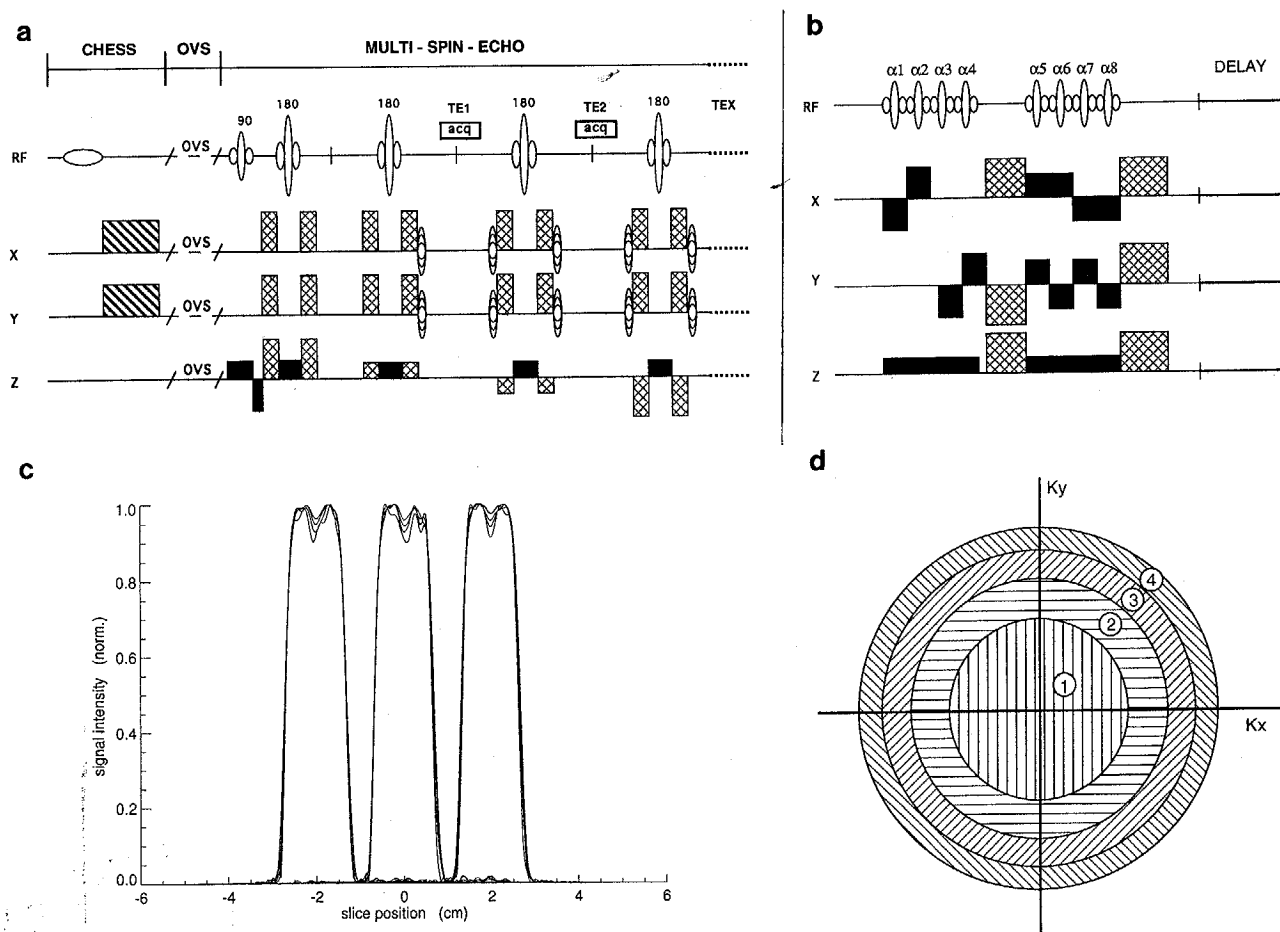 a
CHESS
OVS
MULTI - SPIN - ECHO
90
180
180
TE1
acq
180
TE2
acq
180
TEX
RF
OVS
X
OVS
Y
OVS
Z
OVS
b
α1 α2 α3 α4
α5 α6 α7 α8
DELAY
RF
X
Y
Z
c
signal intensity (norm.)
1.0
0.8
0.6
0.4
0.2
0.0
-6 -4 -2 0 2 4 6
slice position (cm)
d
Ky
4
3
2
1
Kx